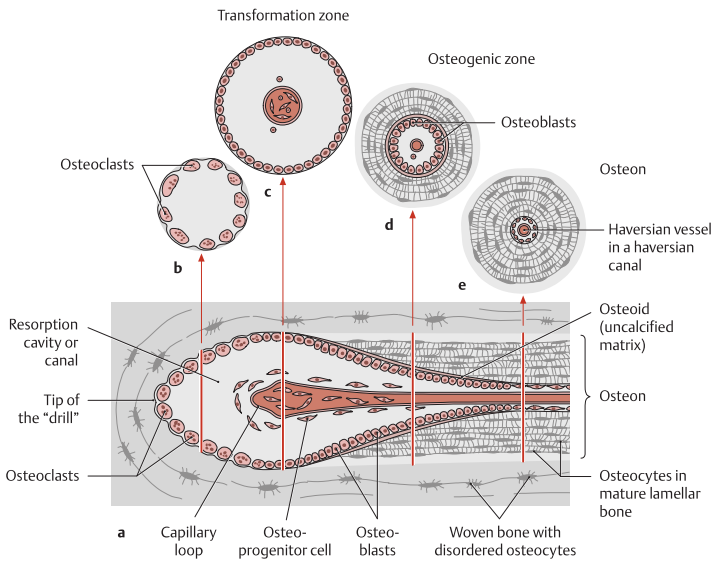 Transformation zone
Osteogenic zone
Osteoblasts
Osteoclasts
c
Osteon
d
Haversian vessel
in a haversian
canal
b
e
Resorption
cavity or
canal
Osteoid
(uncalcified
matrix)
Tip of
the “drill”
Osteon
Osteoclasts
Osteocytes in
mature lamellar
bone
a
Capillary
loop
Osteo-
progenitor cell
Osteo-
blasts
Woven bone with
disordered osteocytes